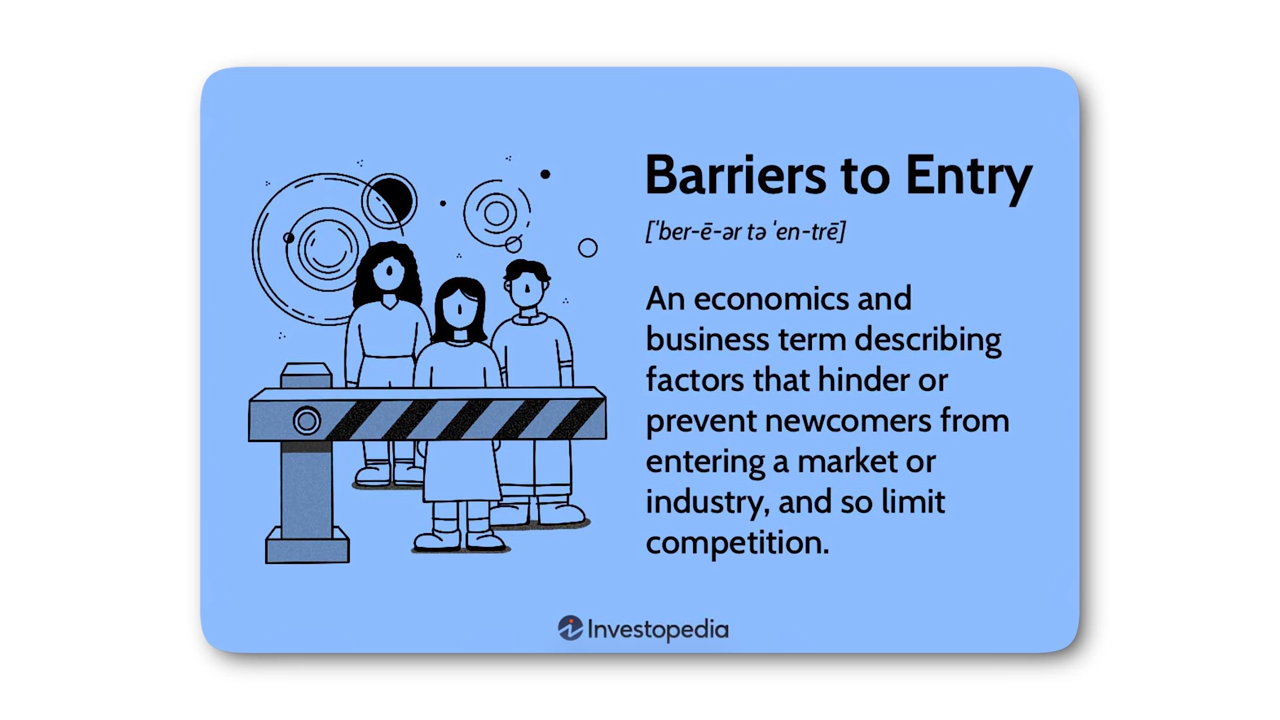 Barriers to Entry
[ˈber-ē-ər tə ˈen-trē]
An economics and
business term describing
factors that hinder or
prevent newcomers from
entering a market or
industry, and so limit
competition.
Investopedia